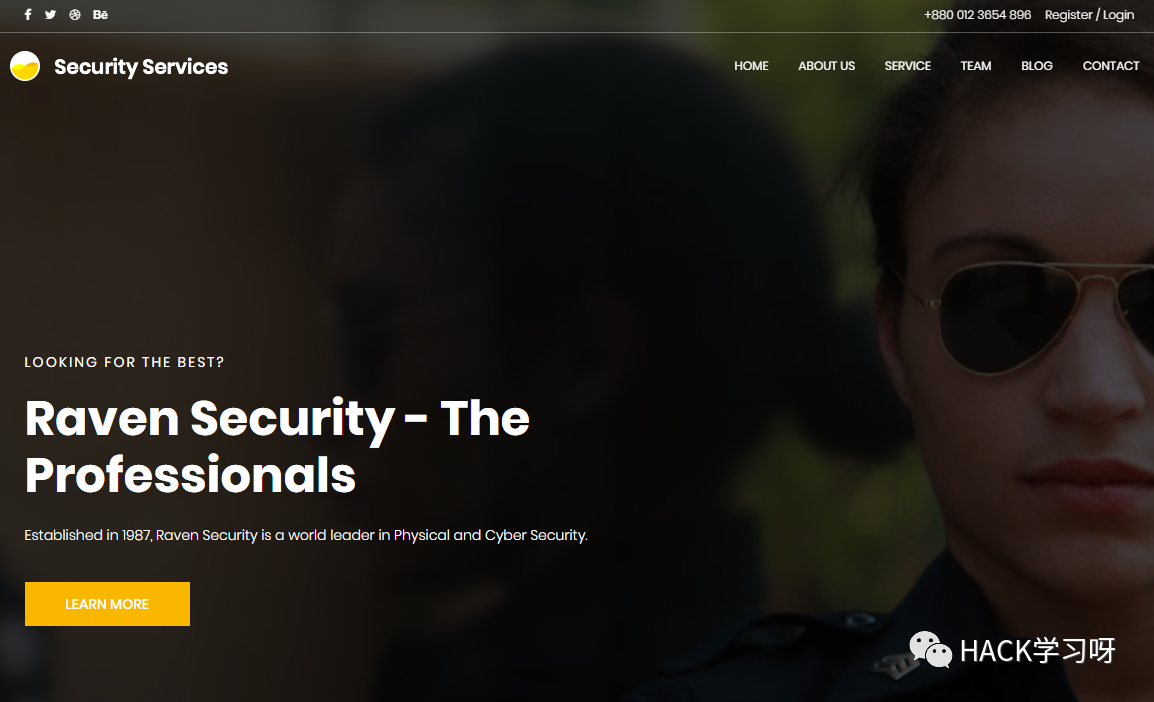 Bē
+880 012 3654 896 Register / Login
Security Services
HOME ABOUT US SERVICE TEAM BLOG CONTACT
LOOKING FOR THE BEST?
Raven Security - The
Professionals
Established in 1987, Raven Security is a world leader in Physical and Cyber Security.
LEARN MORE
HACK学习呀